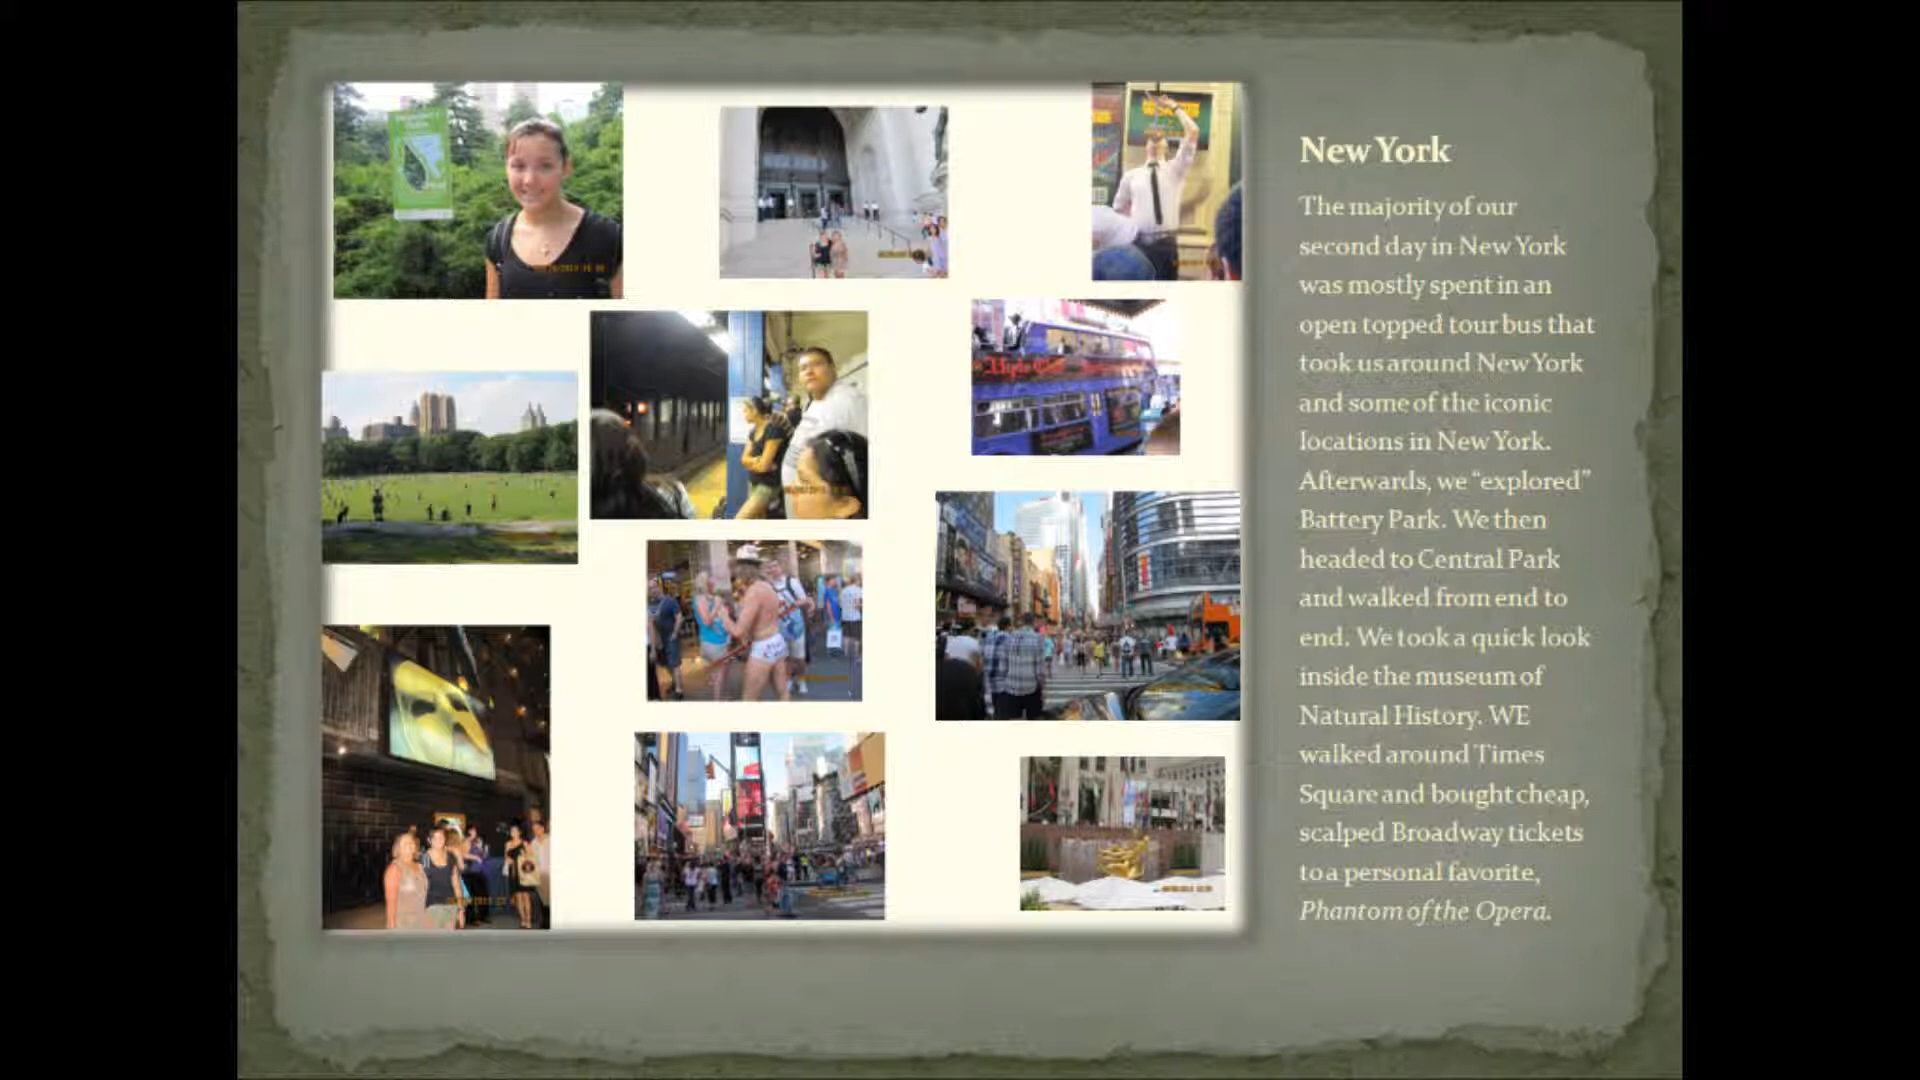 New York
The majority of our
second day in New York
was mostly spent in an
open topped tour bus that
took us around New York
and some of the iconic
locations in New York.
Afterwards, we “explored”
Battery Park. We then
headed to Central Park
and walked from end to
end. We took a quick look
inside the museum of
Natural History. WE
walked around Times
Square and bought cheap,
scalped Broadway tickets
to a personal favorite,
Phantom of the Opera.